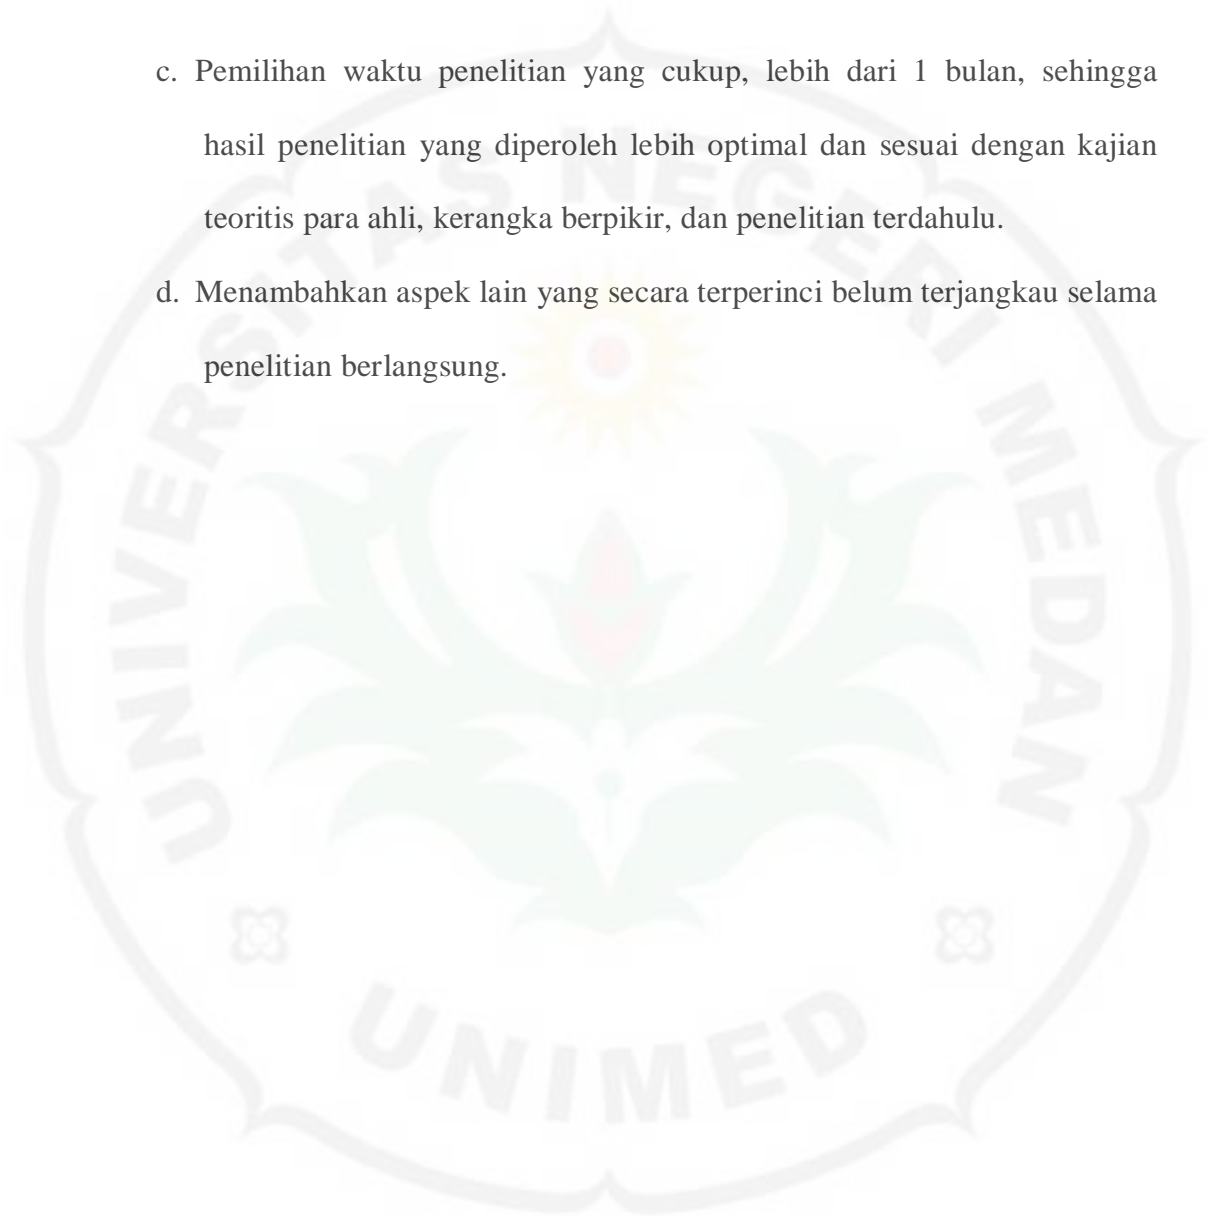 c. Pemilihan waktu penelitian yang cukup, lebih dari 1 bulan, sehingga
hasil penelitian yang diperoleh lebih optimal dan sesuai dengan kajian
teoritis para ahli, kerangka berpikir, dan penelitian terdahulu.
d. Menambahkan aspek lain yang secara terperinci belum terjangkau selama
penelitian berlangsung.
UNIVERSITAS NEGERI MEDAN
UNIMED